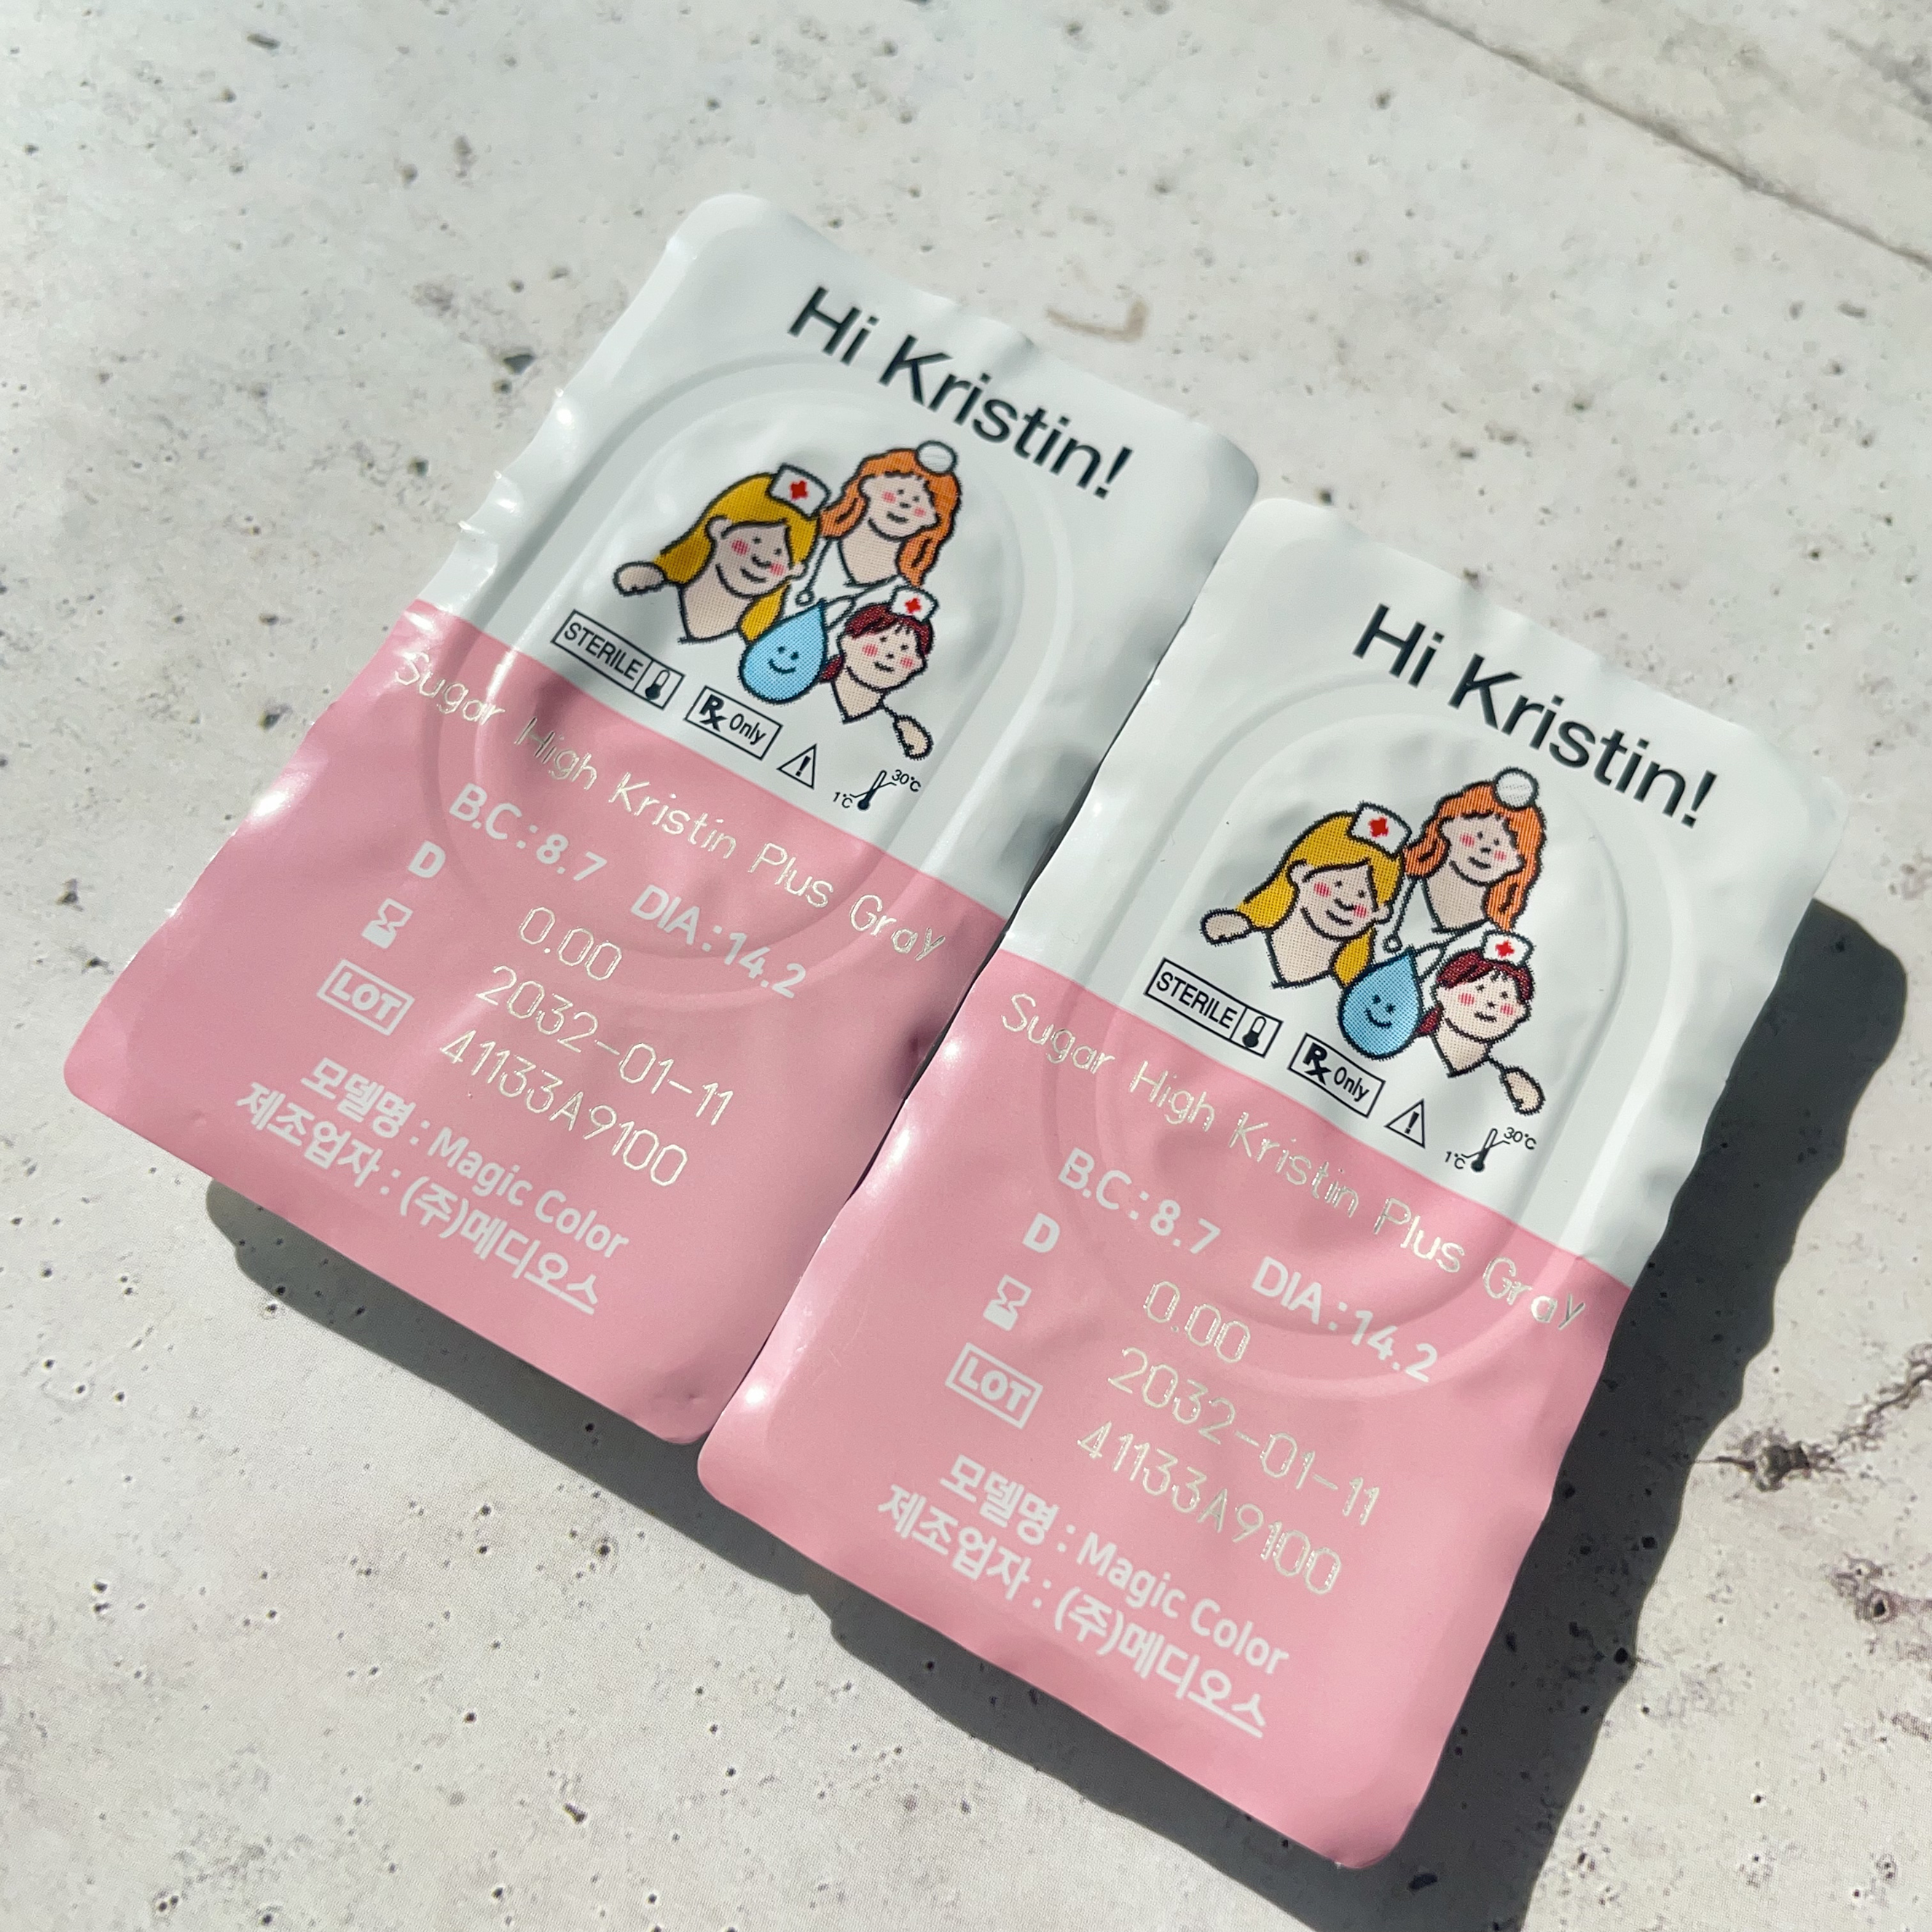 Hi Kristin!
STERILE
Rx Only
1°C 30°C
Sugar High Kristin Plus Gray
B.C : 8.7 DIA : 14.2
D 0.00
2032-01-11
LOT 41133A9100
모델명 : Magic Color
제조업자 : (주)메디오스
Hi Kristin!
STERILE
Rx Only
1°C 30°C
Sugar High Kristin Plus Gray
B.C : 8.7 DIA : 14.2
D 0.00
2032-01-11
LOT 41133A9100
모델명 : Magic Color
제조업자 : (주)메디오스